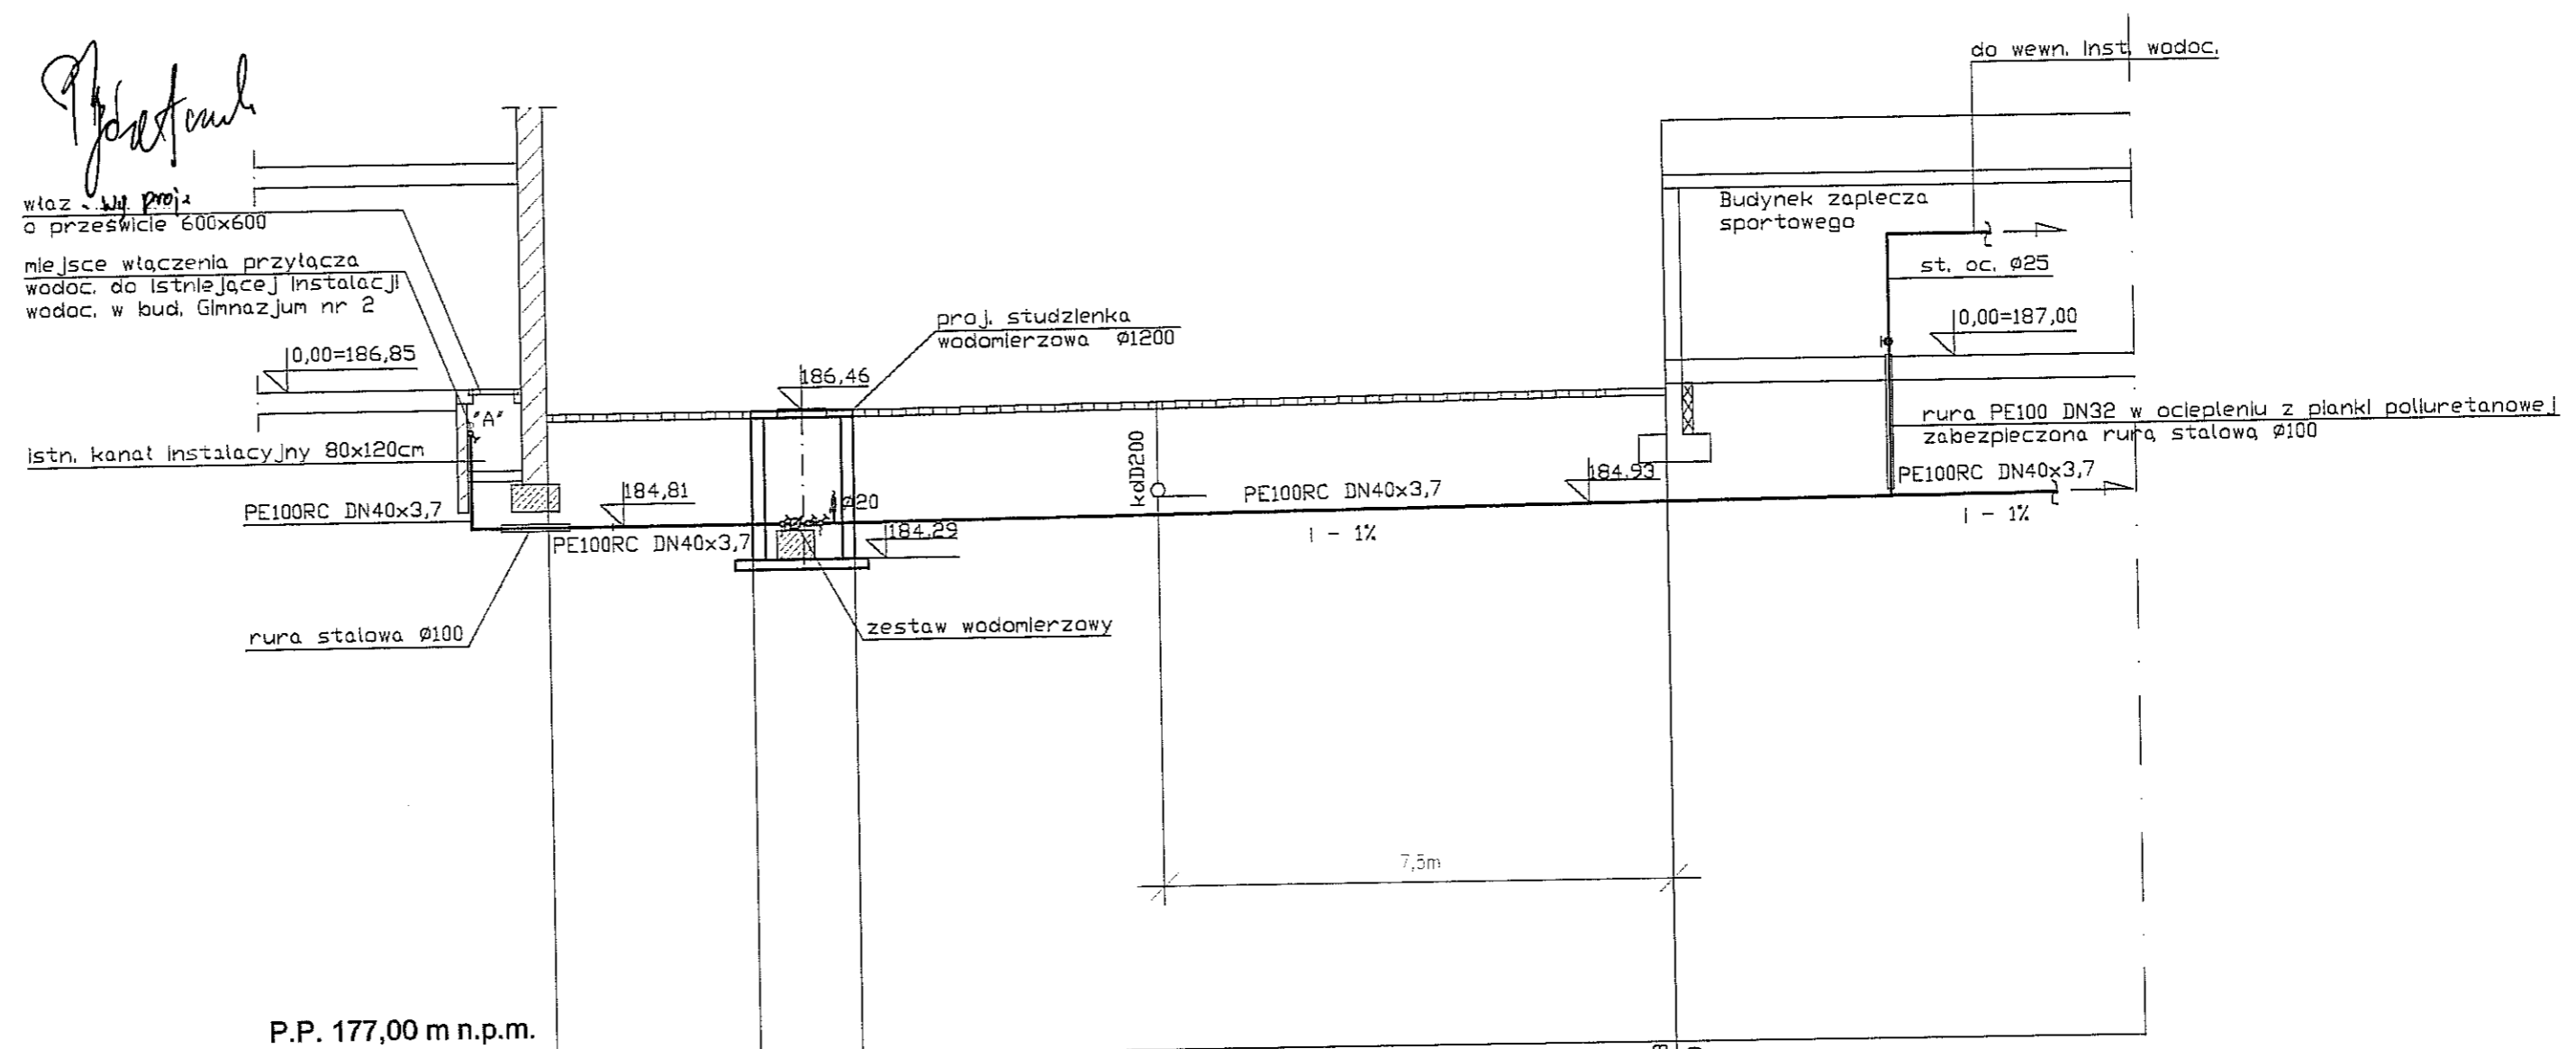 do wewn. inst. wodoc.
właz - wg proj.
o prześwicie 600x600
miejsce włączenia przyłącza
wodoc. do istniejącej instalacji
wodoc. w bud. Gimnazjum nr 2
0,00=186,85
"A"
istn. kanał instalacyjny 80x120cm
PE100RC DN40x3,7
rura stalowa Ø100
184,81
PE100RC DN40x3,7
186,46
proj. studzienka
wodomierzowa Ø1200
Ø20
184,29
zestaw wodomierzowy
kdD200
PE100RC DN40x3,7
i - 1%
184,93
7,5m
Budynek zaplecza
sportowego
st. oc. Ø25
0,00=187,00
rura PE100 DN32 w ociepleniu z pianki poliuretanowej
zabezpieczona rurą stalową Ø100
PE100RC DN40x3,7
i - 1%
P.P. 177,00 m n.p.m.